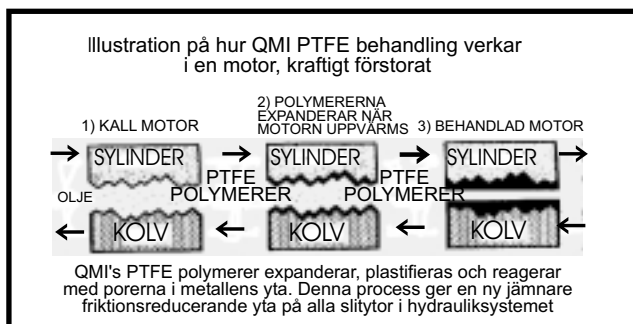 Illustration på hur QMI PTFE behandling verkar
i en motor, kraftigt förstorat
1) KALL MOTOR
2) POLYMERERNA
EXPANDERAR NÄR
MOTORN UPPVÄRMS
3) BEHANDLAD MOTOR
SYLINDER
SYLINDER
SYLINDER
PTFE
POLYMERER
PTFE
POLYMERER
OLJE
KOLV
KOLV
KOLV
QMI's PTFE polymerer expanderar, plastifieras och reagerar
med porerna i metallens yta. Denna process ger en ny jämnare
friktionsreducerande yta på alla slitytor i hydrauliksystemet